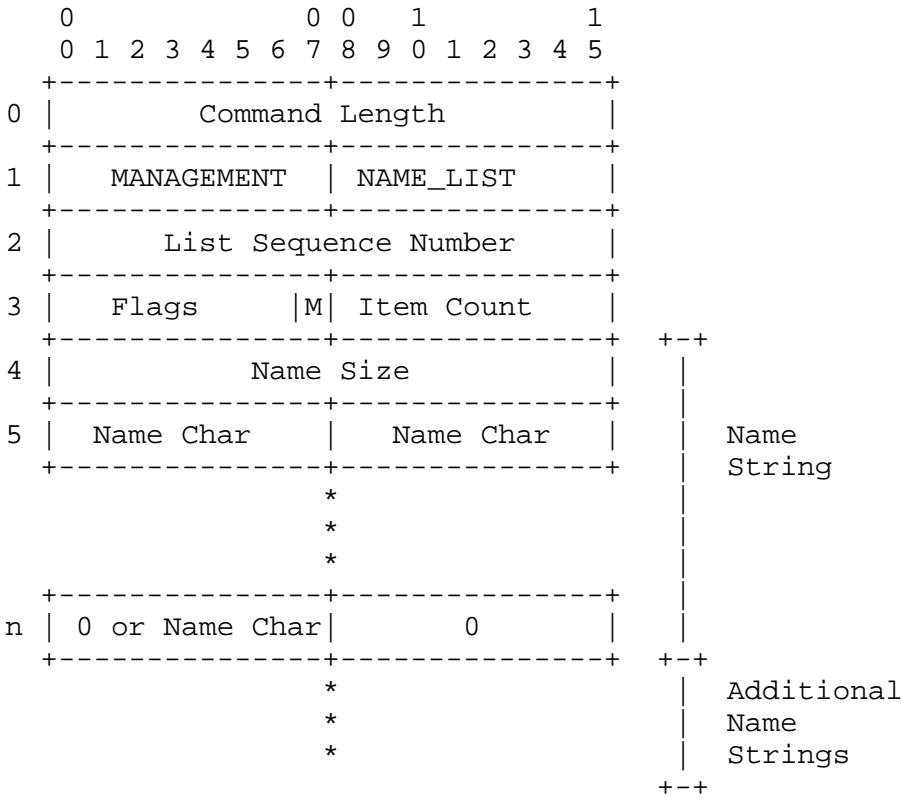 0             0 0   1         1
    0 1 2 3 4 5 6 7 8 9 0 1 2 3 4 5
   +---------------+---------------+
0  |        Command Length         |
   +---------------+---------------+
1  |   MANAGEMENT  | NAME_LIST     |
   +---------------+---------------+
2  |      List Sequence Number     |
   +---------------+---------------+
3  |   Flags     |M| Item Count    |
   +---------------+---------------+  +-+
4  |           Name Size           |   |
   +---------------+---------------+   |
5  |  Name Char    |   Name Char   |   |  Name
   +---------------+---------------+   |  String
                   *                   |
                   *                   |
                   *                   |
   +---------------+---------------+   |
n  | 0 or Name Char|       0       |   |
   +---------------+---------------+  +-+
                   *                   |  Additional
                   *                   |  Name
                   *                   |  Strings
                                      +-+